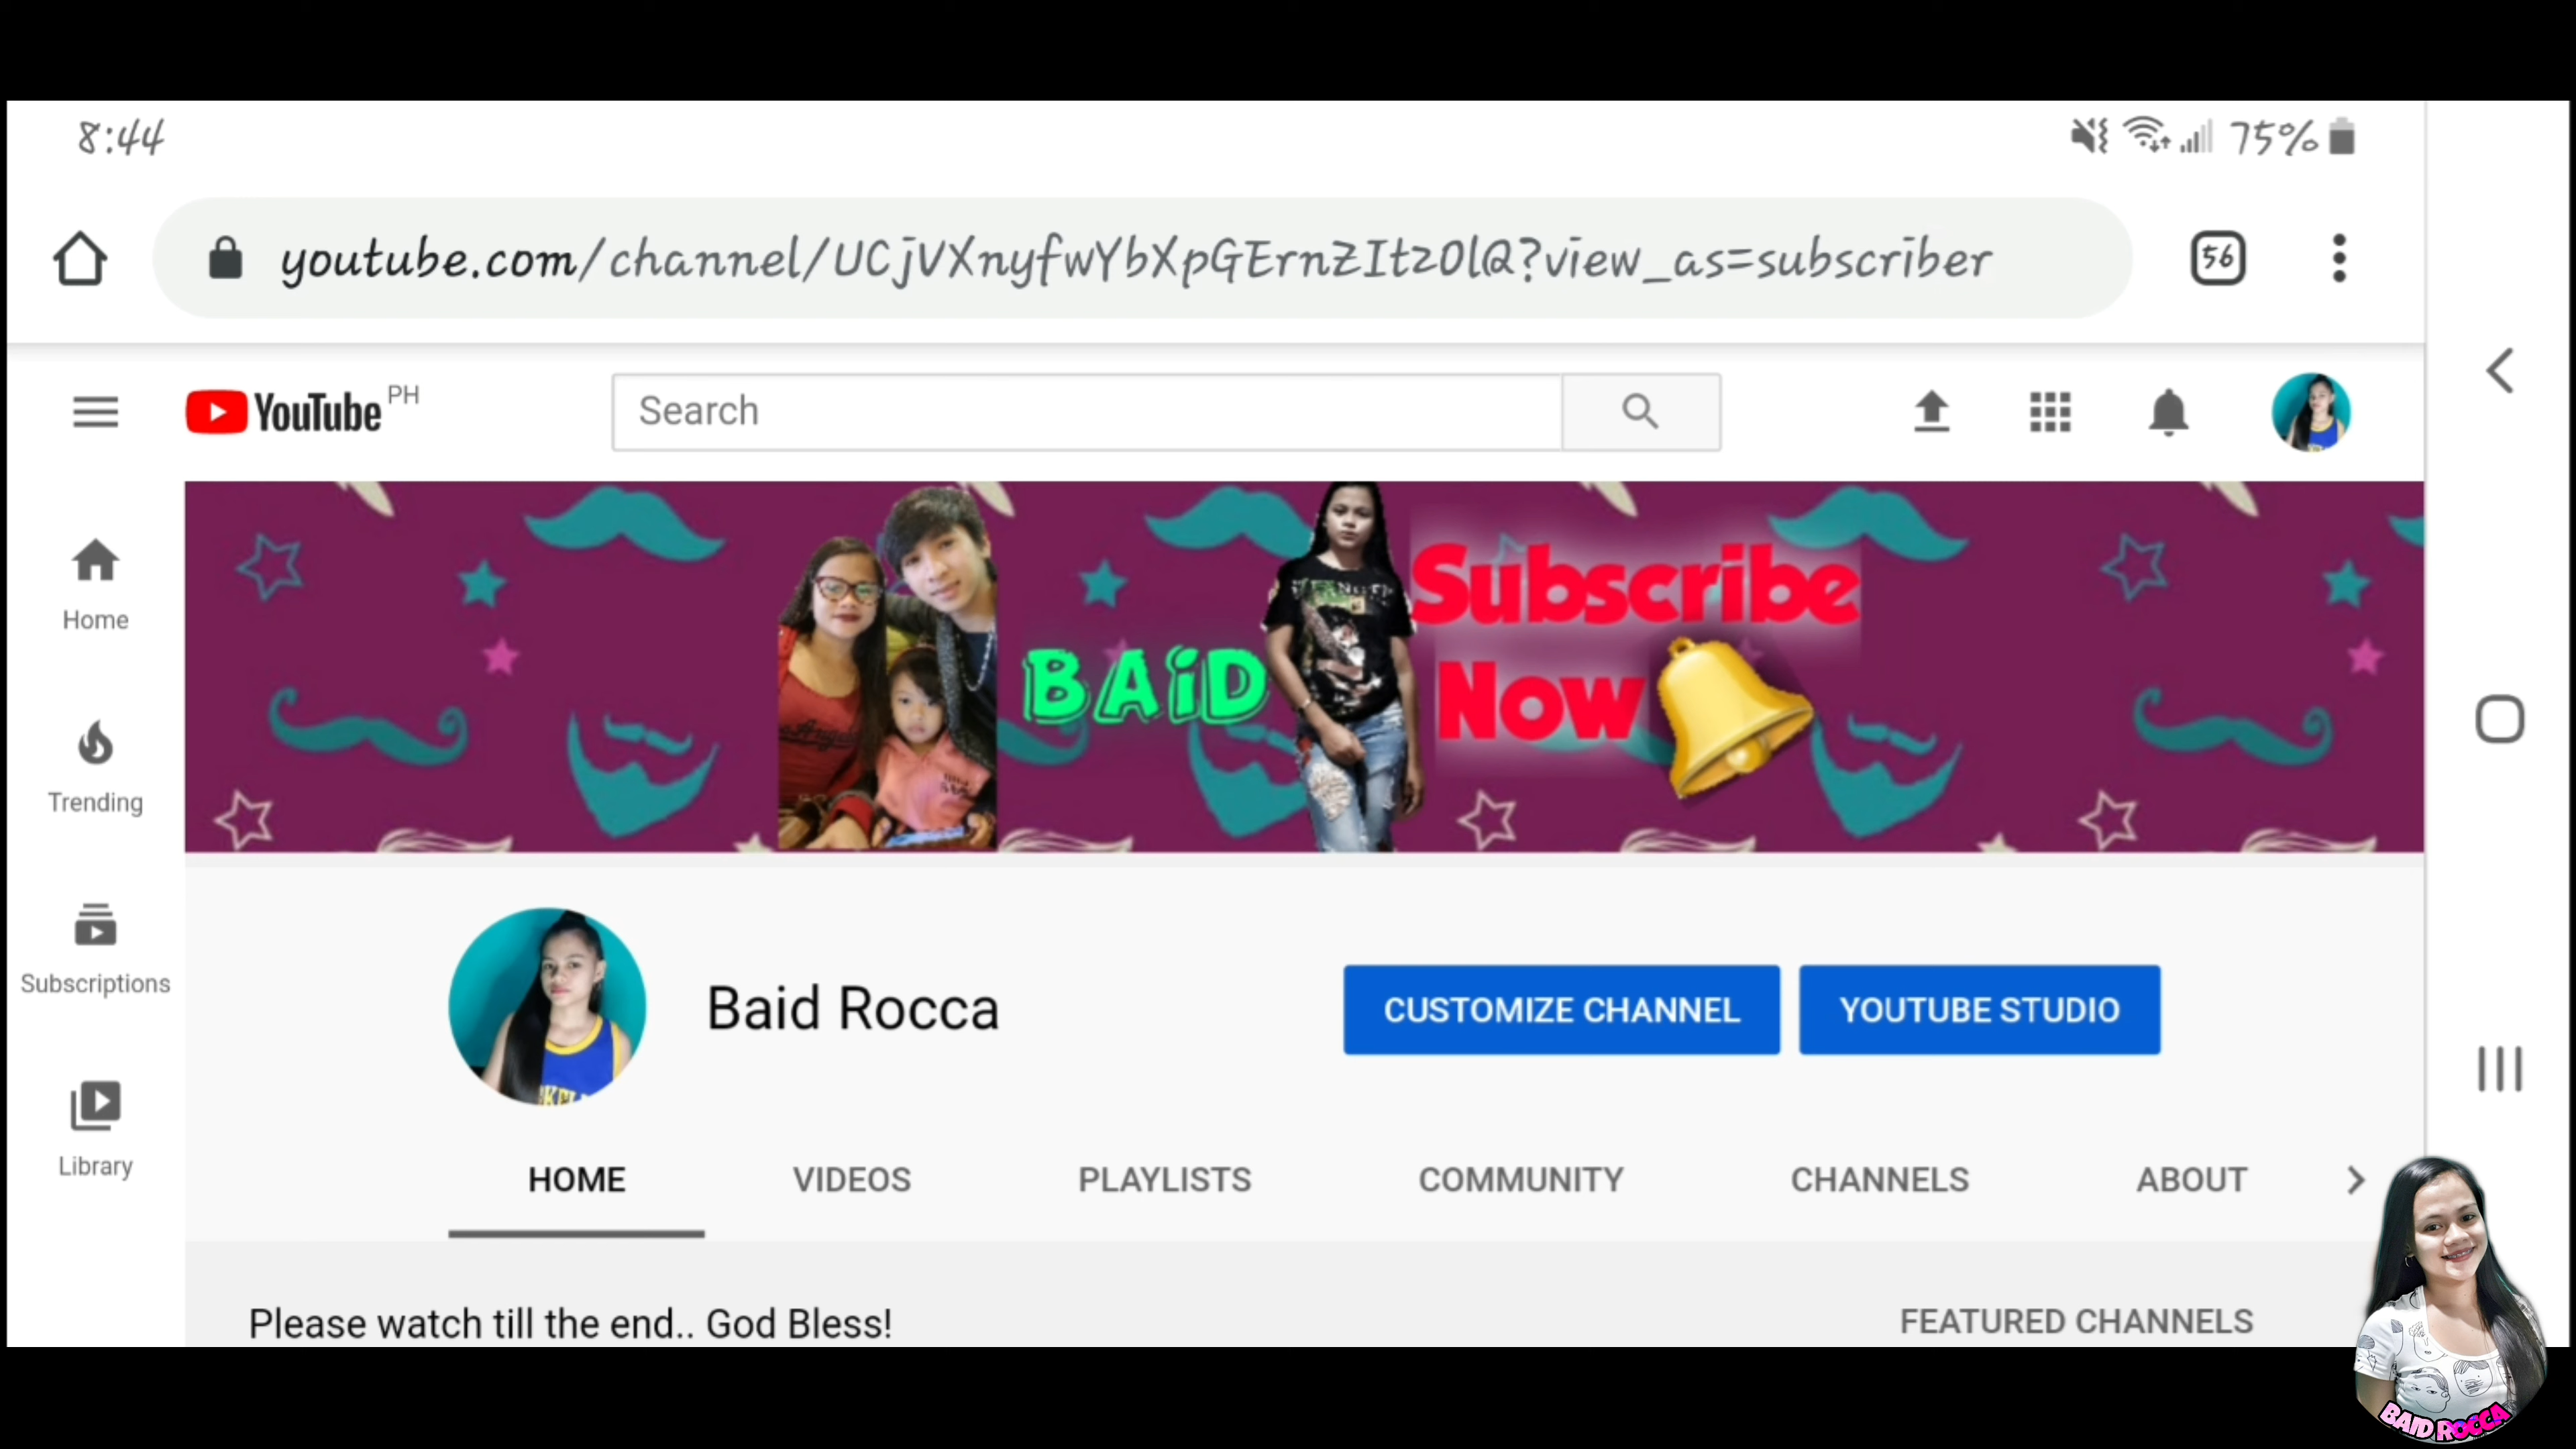 8:44
75%
youtube.com/channel/UCjVXnyfwYbXpGErnZItz0lQ?view_as=subscriber
56
YouTube PH
Search
Home
Trending
Subscriptions
Library
BAiD
Subscribe
Now
Baid Rocca
CUSTOMIZE CHANNEL
YOUTUBE STUDIO
HOME
VIDEOS
PLAYLISTS
COMMUNITY
CHANNELS
ABOUT
Please watch till the end.. God Bless!
FEATURED CHANNELS
BAID ROCCA